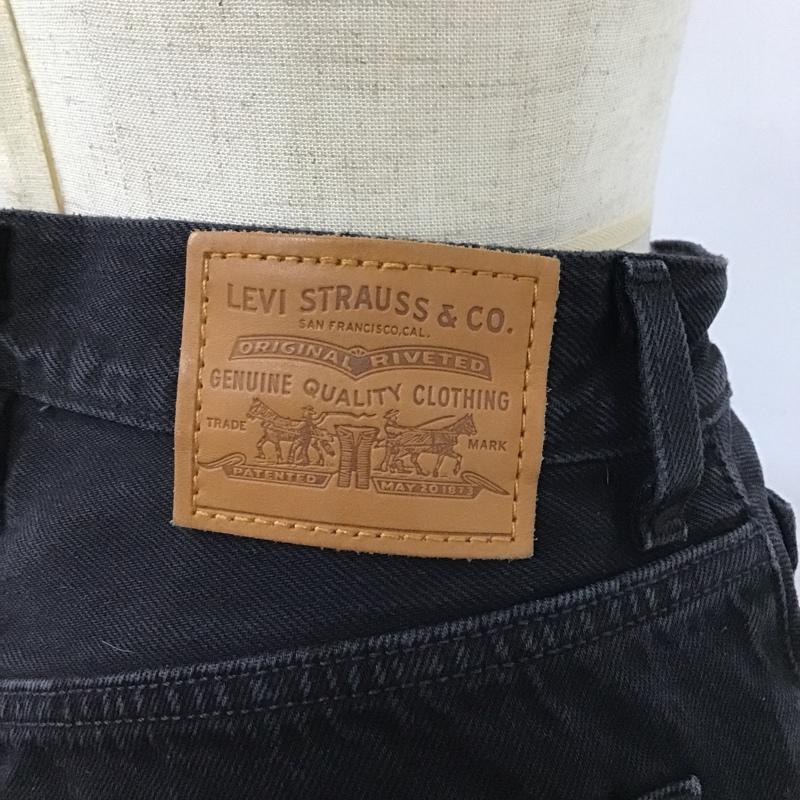 LEVI STRAUSS & CO.
SAN FRANCISCO,CAL.
ORIGINAL RIVETED
GENUINE QUALITY CLOTHING
TRADE MARK
PATENTED MAY 20 1873